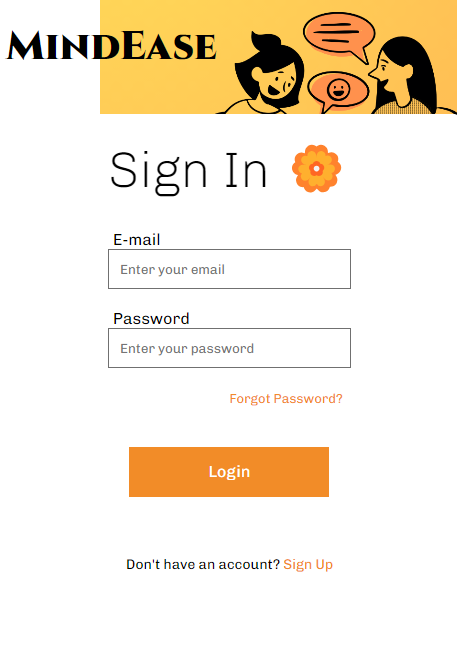 MindEase
Sign In
E-mail
Enter your email
Password
Enter your password
Forgot Password?
Login
Don't have an account? Sign Up